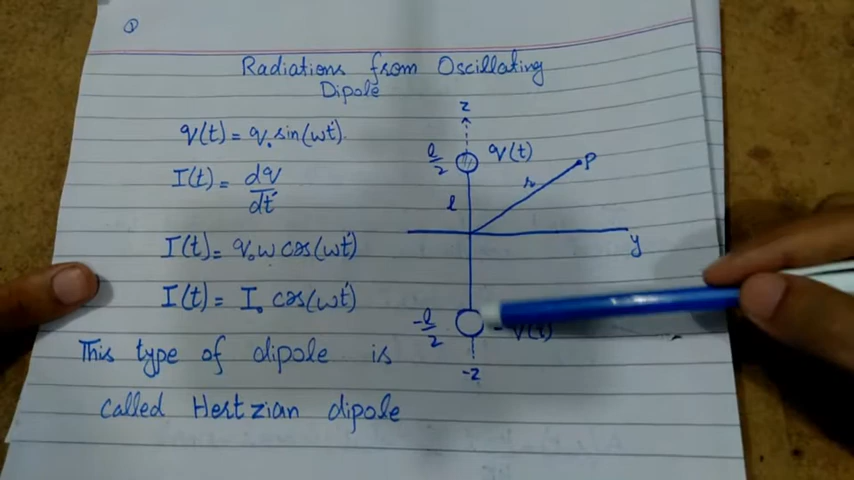 Radiations from Oscillating
Dipole
q(t) = q₀ sin(ωt')
I(t) = dq/dt'
I(t) = q₀ω cos(ωt')
I(t) = I₀ cos(ωt')
This type of dipole is
called Hertzian dipole
z
l/2
q(t)
P
r
l
y
-l/2
- q(t)
-z